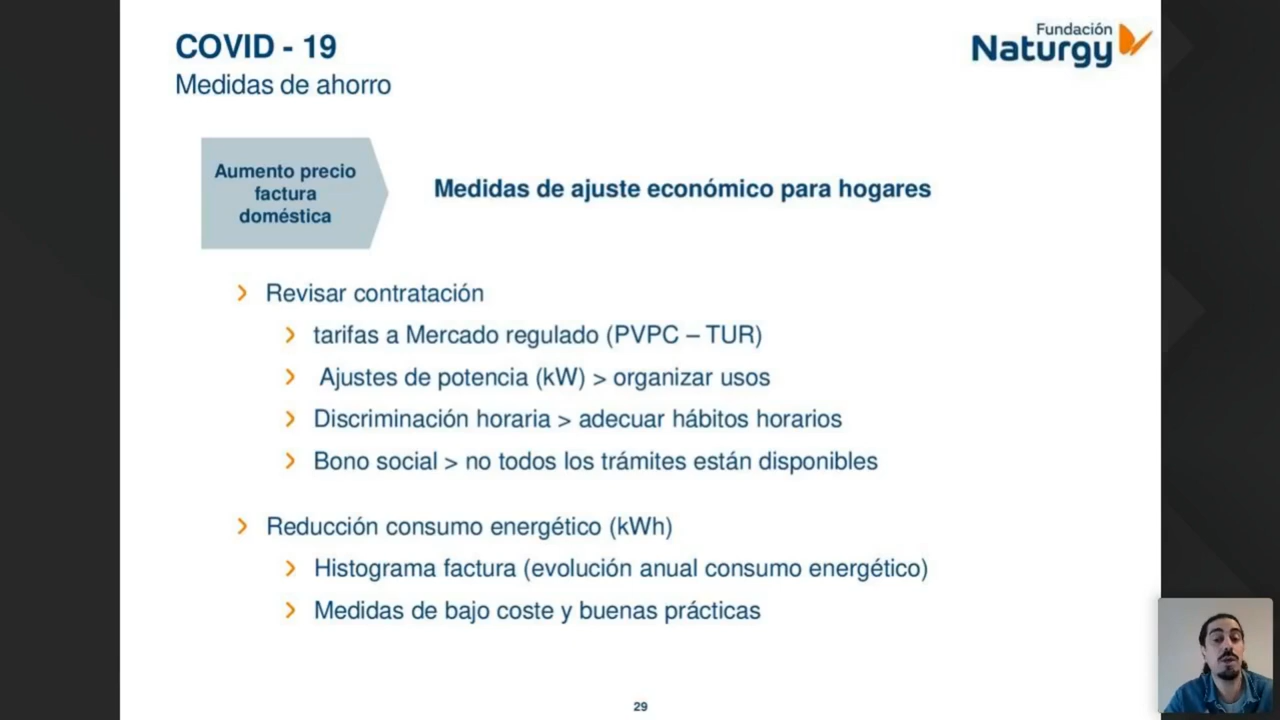 COVID - 19
Medidas de ahorro
Fundación
Naturgy
Aumento precio
factura
doméstica
Medidas de ajuste económico para hogares
Revisar contratación
tarifas a Mercado regulado (PVPC – TUR)
Ajustes de potencia (kW) > organizar usos
Discriminación horaria > adecuar hábitos horarios
Bono social > no todos los trámites están disponibles
Reducción consumo energético (kWh)
Histograma factura (evolución anual consumo energético)
Medidas de bajo coste y buenas prácticas
29